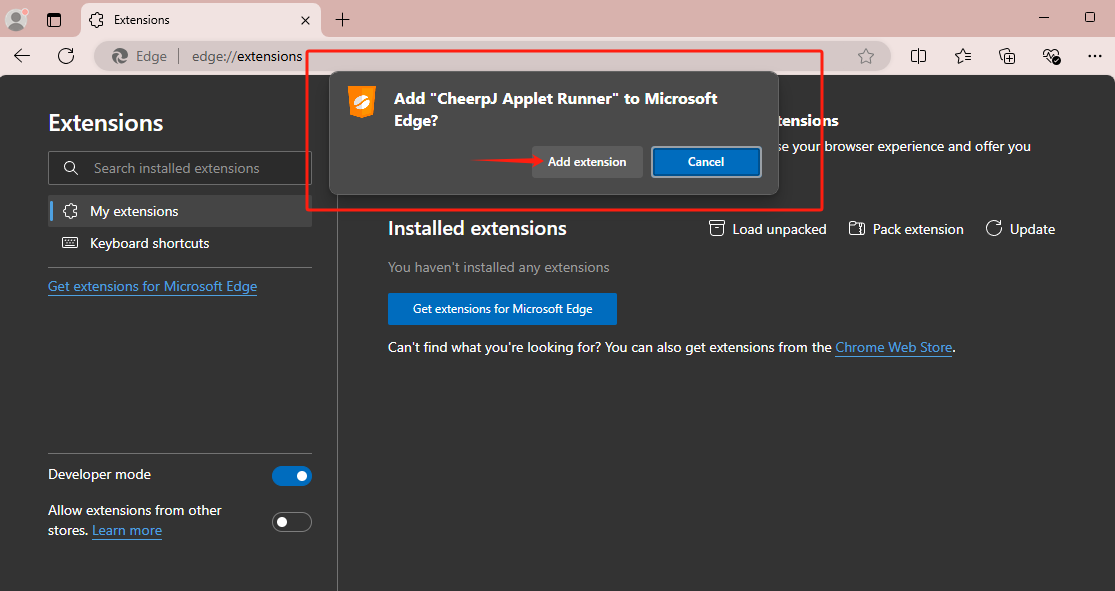 Extensions
Edge
edge://extensions
Add "CheerpJ Applet Runner" to Microsoft
Edge?
Add extension
Cancel
Extensions
Search installed extensions
My extensions
Keyboard shortcuts
Get extensions for Microsoft Edge
tensions
se your browser experience and offer you
Installed extensions
Load unpacked
Pack extension
Update
You haven't installed any extensions
Get extensions for Microsoft Edge
Can't find what you're looking for? You can also get extensions from the Chrome Web Store.
Developer mode
Allow extensions from other
stores. Learn more